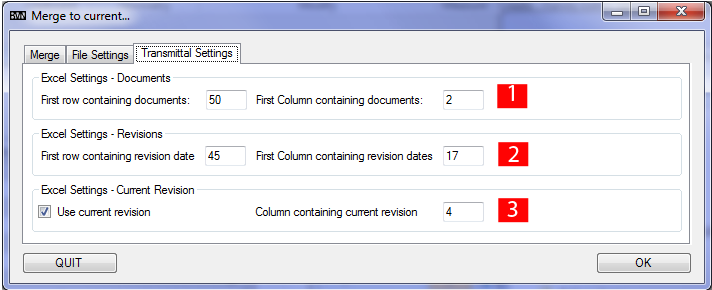 BVN Merge to current...
Merge File Settings Transmittal Settings
Excel Settings - Documents
First row containing documents: 50 First Column containing documents: 2 1
Excel Settings - Revisions
First row containing revision date 45 First Column containing revision dates 17 2
Excel Settings - Current Revision
Use current revision Column containing current revision 4 3
QUIT OK